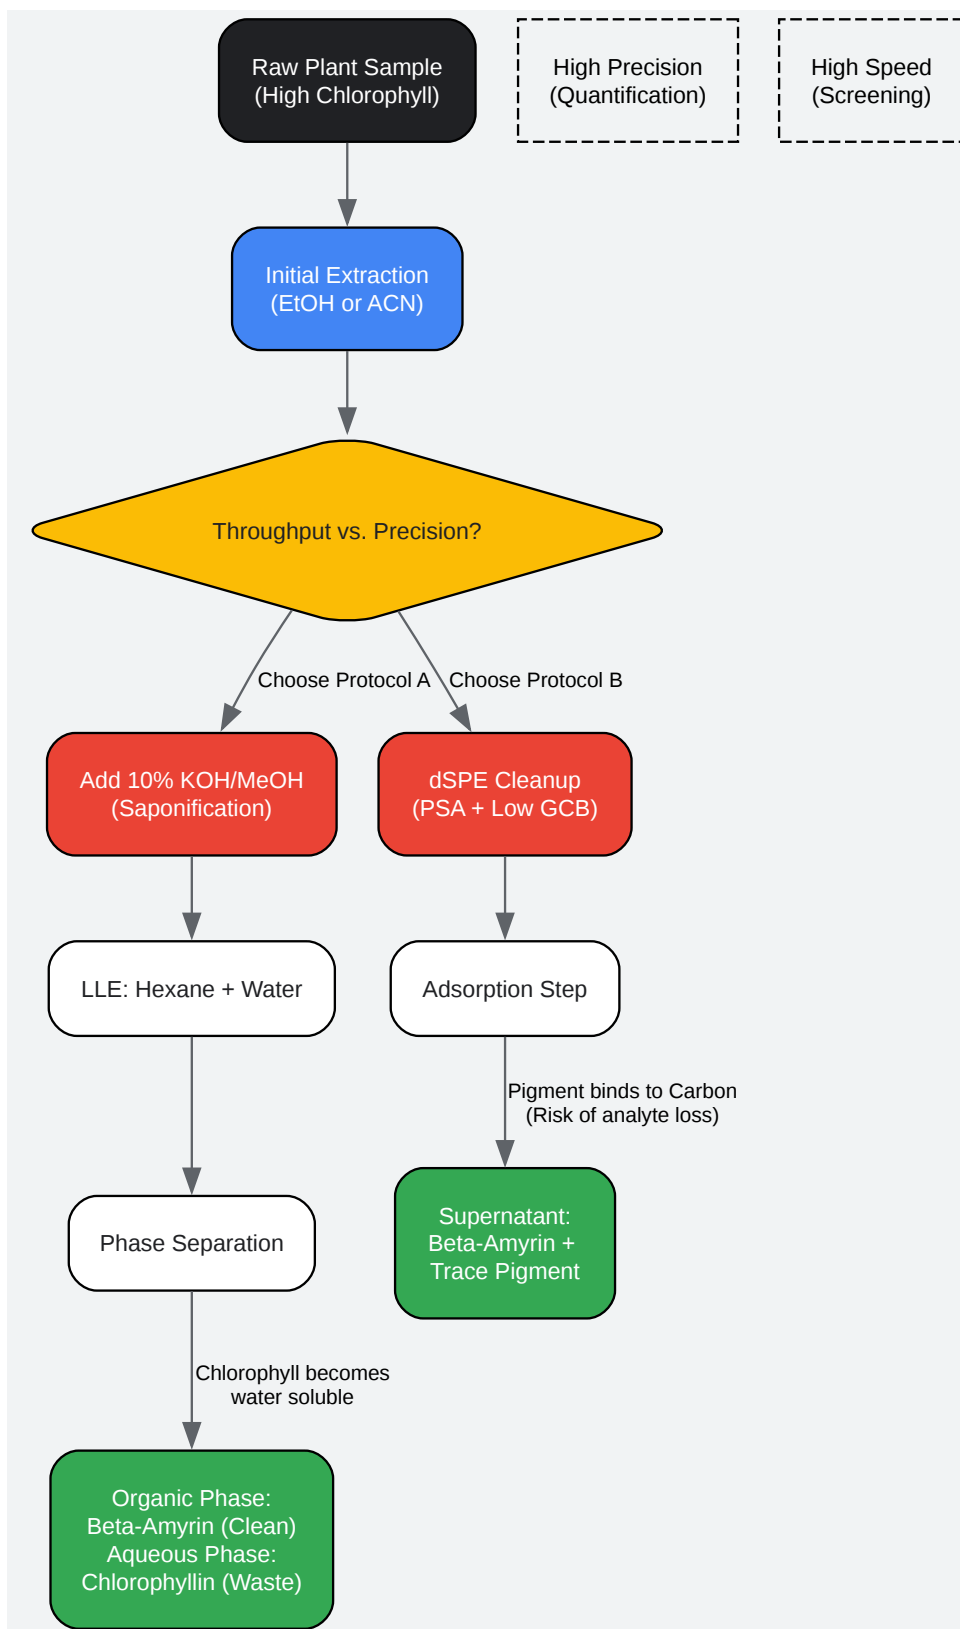 Raw Plant Sample
(High Chlorophyll)
High Precision
(Quantification)
High Speed
(Screening)
Initial Extraction
(EtOH or ACN)
Throughput vs. Precision?
Choose Protocol A
Choose Protocol B
Add 10% KOH/MeOH
(Saponification)
dSPE Cleanup
(PSA + Low GCB)
LLE: Hexane + Water
Adsorption Step
Pigment binds to Carbon
(Risk of analyte loss)
Phase Separation
Supernatant:
Beta-Amyrin +
Trace Pigment
Chlorophyll becomes
water soluble
Organic Phase:
Beta-Amyrin (Clean)
Aqueous Phase:
Chlorophyllin (Waste)